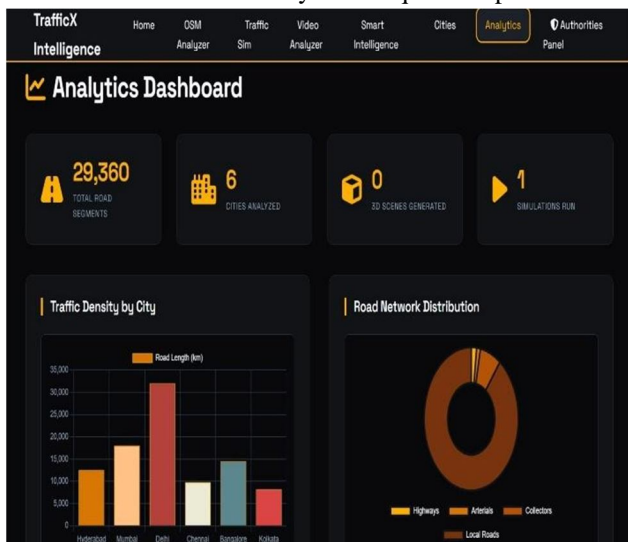 TrafficX
Intelligence
Home
OSM
Analyzer
Traffic
Sim
Video
Analyzer
Smart
Intelligence
Cities
Analytics
Authorities
Panel
Analytics Dashboard
29,360
TOTAL ROAD
SEGMENTS
6
CITIES ANALYZED
0
3D SCENES GENERATED
1
SIMULATIONS RUN
Traffic Density by City
Road Length (km)
35,000
30,000
25,000
20,000
15,000
10,000
5,000
0
Hyderabad Mumbai Delhi Chennai Bangalore Kolkata
Road Network Distribution
Highways Arterials Collectors
Local Roads